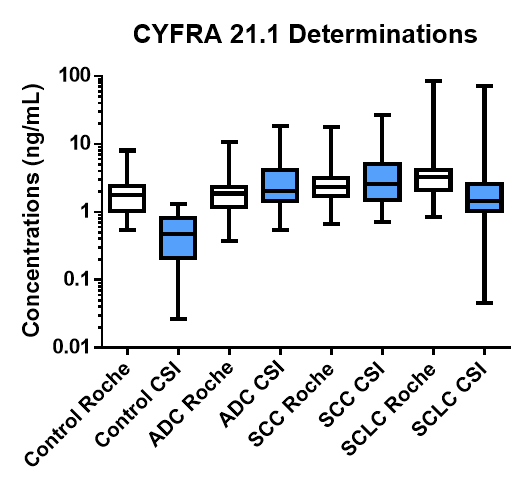 CYFRA 21.1 Determinations
Concentrations (ng/mL)
100
10
1
0.1
0.01
Control Roche
Control CSI
ADC Roche
ADC CSI
SCC Roche
SCC CSI
SCLC Roche
SCLC CSI